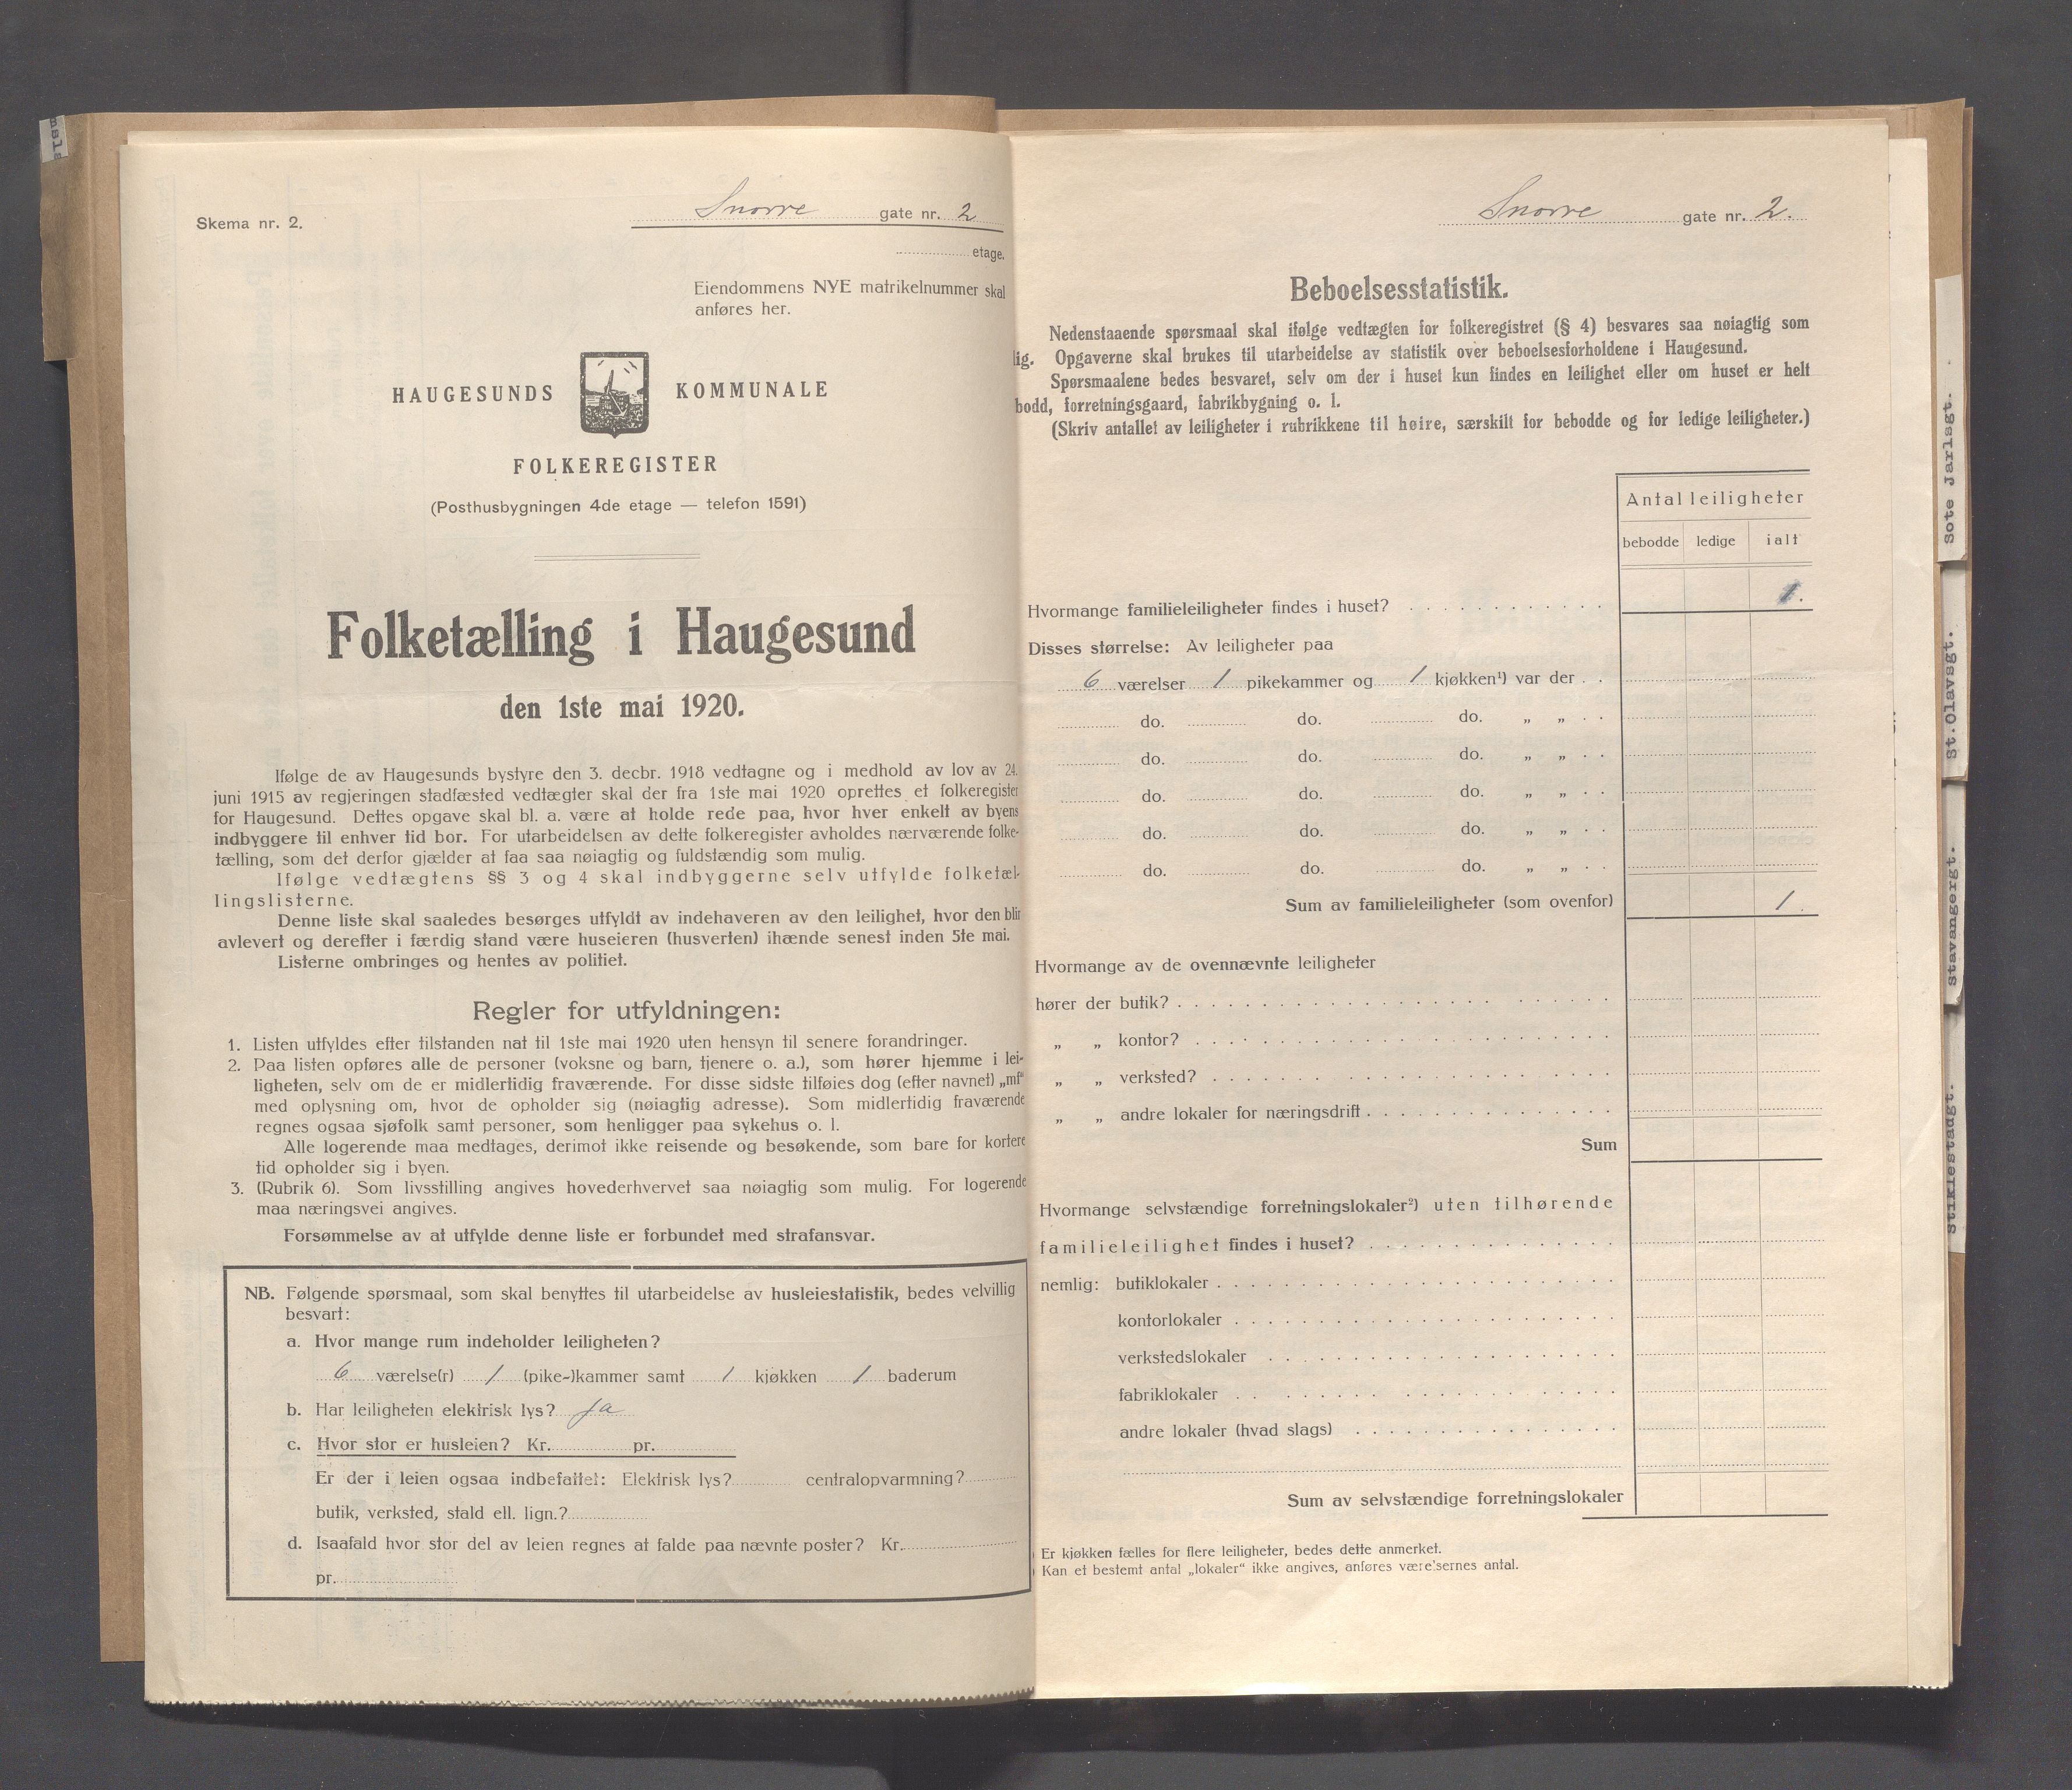 Skema nr. 2.
Snorre gate nr. 2
etage.
Eiendommens NYE matrikelnummer skal
anføres her.
HAUGESUNDS KOMMUNALE
FOLKEREGISTER
(Posthusbygningen 4de etage — telefon 1591)
Folketælling i Haugesund
den 1ste mai 1920.
Ifølge de av Haugesunds bystyre den 3. decbr. 1918 vedtagne og i medhold av lov av 24.
juni 1915 av regjeringen stadfæsted vedtægter skal der fra 1ste mai 1920 oprettes et folkeregister
for Haugesund. Dettes opgave skal bl. a. være at holde rede paa, hvor hver enkelt av byens
indbyggere til enhver tid bor. For utarbeidelsen av dette folkeregister avholdes nærværende folke-
tælling, som det derfor gjælder at faa saa nøiagtig og fuldstændig som mulig.
Ifølge vedtægtens §§ 3 og 4 skal indbyggerne selv utfylde folketæl-
lingslisterne.
Denne liste skal saaledes besørges utfyldt av indehaveren av den leilighet, hvor den blir
avlevert og derefter i færdig stand være huseieren (husverten) ihænde senest inden 5te mai.
Listerne ombringes og hentes av politiet.
Regler for utfyldningen:
1. Listen utfyldes efter tilstanden nat til 1ste mai 1920 uten hensyn til senere forandringer.
2. Paa listen opføres alle de personer (voksne og barn, tjenere o. a.), som hører hjemme i lei-
ligheten, selv om de er midlertidig fraværende. For disse sidste tilføies dog (efter navnet) „mf“
med oplysning om, hvor de opholder sig (nøiagtig adresse). Som midlertidig fraværende
regnes ogsaa sjøfolk samt personer, som henligger paa sykehus o. l.
Alle logerende maa medtages, derimot ikke reisende og besøkende, som bare for kortere
tid opholder sig i byen.
3. (Rubrik 6). Som livsstilling angives hovederhvervet saa nøiagtig som mulig. For logerende
maa næringsvei angives.
Forsømmelse av at utfylde denne liste er forbundet med strafansvar.
NB. Følgende spørsmaal, som skal benyttes til utarbeidelse av husleiestatistik, bedes velvillig
besvart:
a. Hvor mange rum indeholder leiligheten?
6 værelse(r) 1 (pike-)kammer samt 1 kjøkken 1 baderum
b. Har leiligheten elektrisk lys? ja
c. Hvor stor er husleien? Kr. pr.
Er der i leien ogsaa indbefattet: Elektrisk lys? centralopvarmning?
butik, verksted, stald ell. lign.?
d. Isaafald hvor stor del av leien regnes at falde paa nævnte poster? Kr.
pr.
Snorre gate nr. 2.
Beboelsesstatistik.
Nedenstaaende spørsmaal skal ifølge vedtægten for folkeregistret (§ 4) besvares saa nøiagtig som
lig. Opgaverne skal brukes til utarbeidelse av statistik over beboelsesforholdene i Haugesund.
Spørsmaalene bedes besvaret, selv om der i huset kun findes en leilighet eller om huset er helt
bodd, forretningsgaard, fabrikbygning o. l.
(Skriv antallet av leiligheter i rubrikkene til høire, særskilt for bebodde og for ledige leiligheter.)
Antal leiligheter
bebodde ledige ialt
Hvormange familieleiligheter findes i huset? 1.
Disses størrelse: Av leiligheter paa
6 værelser 1 pikekammer og 1 kjøkken¹) var der
do. do. do. „ „
do. do. do. „ „
do. do. do. „ „
do. do. do. „ „
do. do. do. „ „
Sum av familieleiligheter (som ovenfor) 1.
Hvormange av de ovennævnte leiligheter
hører der butik?
„ „ kontor?
„ „ verksted?
„ „ andre lokaler for næringsdrift
Sum
Hvormange selvstændige forretningslokaler²) uten tilhørende
familieleilighet findes i huset?
nemlig: butiklokaler
kontorlokaler
verkstedslokaler
fabriklokaler
andre lokaler (hvad slags)
Sum av selvstændige forretningslokaler
) Er kjøkken fælles for flere leiligheter, bedes dette anmerket.
) Kan et bestemt antal „lokaler“ ikke angives, anføres værelsernes antal.
Sote Jarlsgt.
St.Olavsgt.
Stavangergt.
Stiklestadgt.